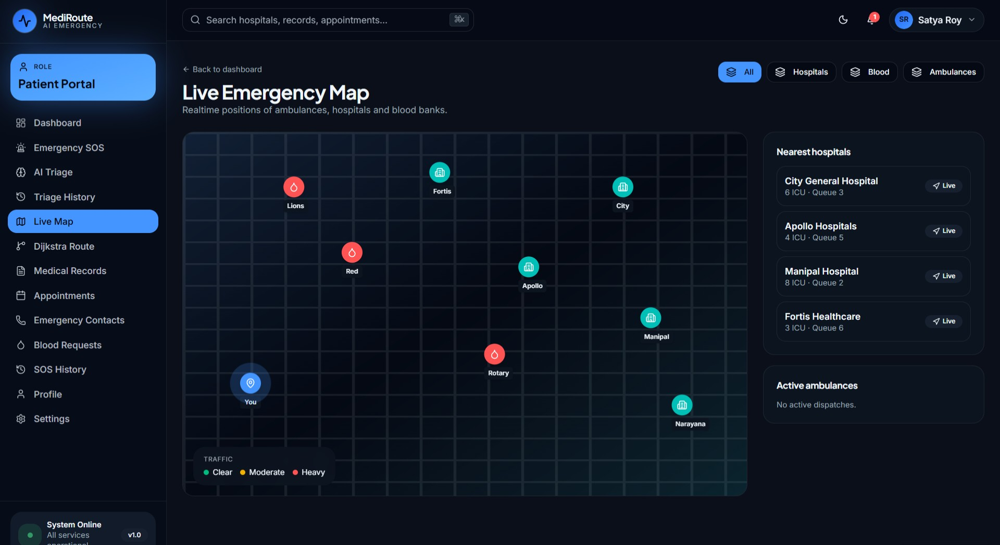 MediRoute
AI EMERGENCY
Search hospitals, records, appointments...
⌘K
1
SR
Satya Roy
ROLE
Patient Portal
Dashboard
Emergency SOS
AI Triage
Triage History
Live Map
Dijkstra Route
Medical Records
Appointments
Emergency Contacts
Blood Requests
SOS History
Profile
Settings
System Online
All services
operational
v1.0
Back to dashboard
Live Emergency Map
Realtime positions of ambulances, hospitals and blood banks.
All
Hospitals
Blood
Ambulances
Fortis
Lions
City
Red
Apollo
Manipal
Rotary
You
Narayana
TRAFFIC
Clear
Moderate
Heavy
Nearest hospitals
City General Hospital
6 ICU · Queue 3
Live
Apollo Hospitals
4 ICU · Queue 5
Live
Manipal Hospital
8 ICU · Queue 2
Live
Fortis Healthcare
3 ICU · Queue 6
Live
Active ambulances
No active dispatches.